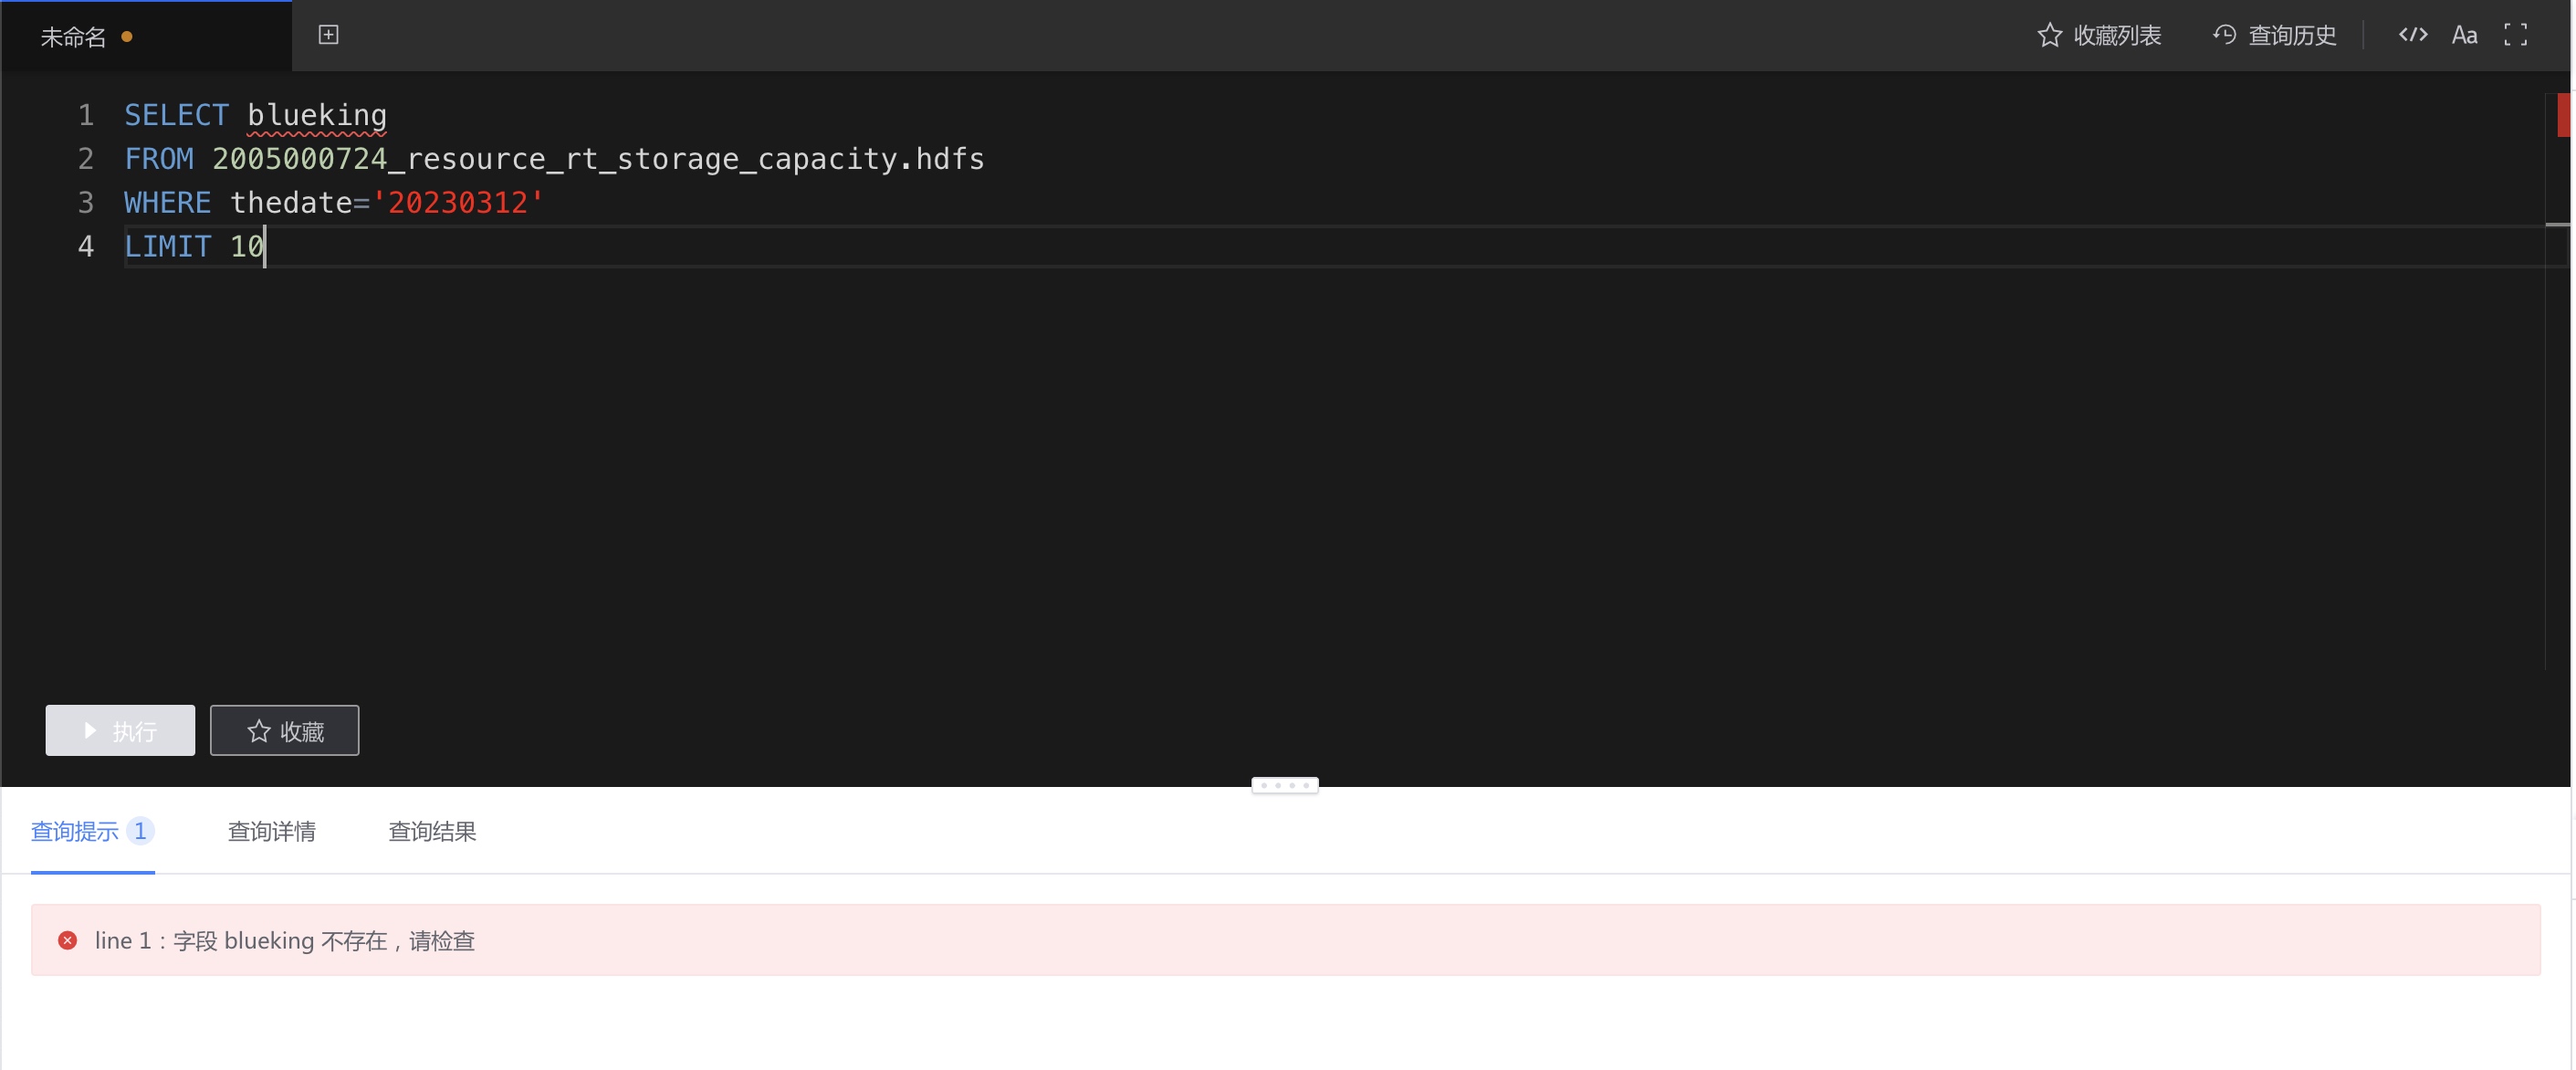 未命名
收藏列表 查询历史 </> Aa
1 SELECT blueking
2 FROM 2005000724_resource_rt_storage_capacity.hdfs
3 WHERE thedate='20230312'
4 LIMIT 10
执行 收藏
查询提示 1 查询详情 查询结果
line 1：字段 blueking 不存在，请检查